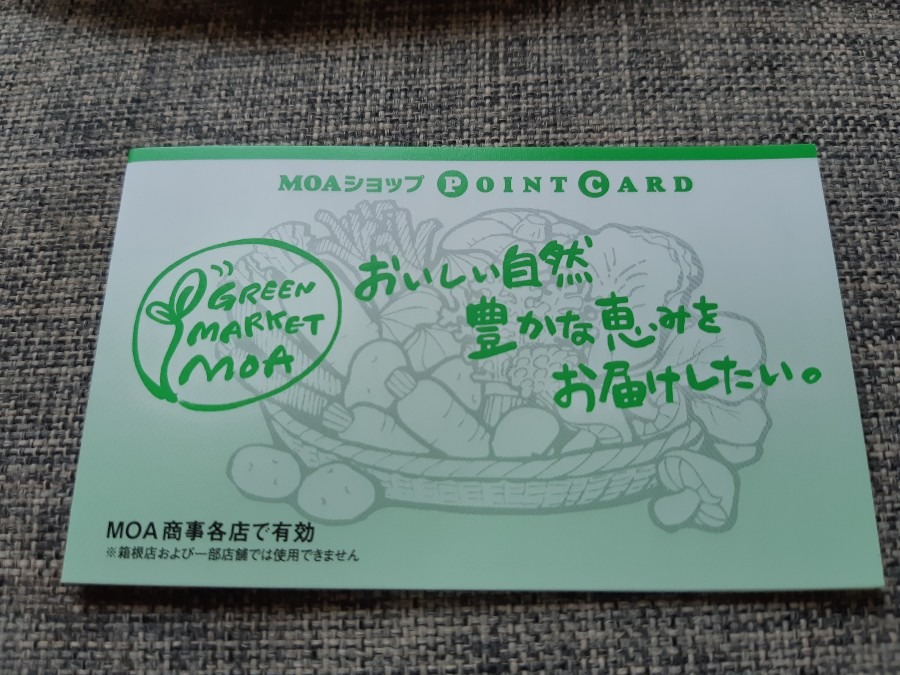 MOAショップ POINT CARD
GREEN
MARKET
MOA
おいしい自然
豊かな恵みを
お届けしたい。
MOA商事各店で有効
※箱根店および一部店舗では使用できません